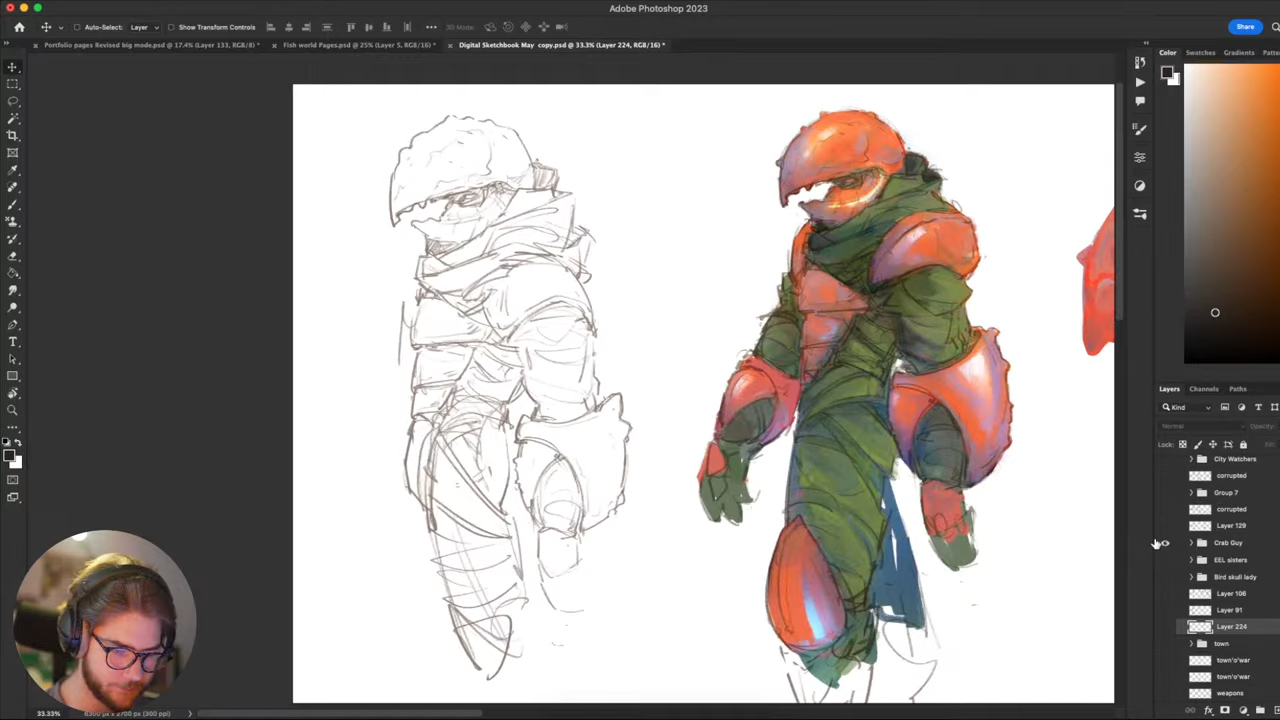 Adobe Photoshop 2023
Auto-Select: Layer Show Transform Controls 3D Mode: Share
Portfolio pages Revised big mode.psd @ 17.4% (Layer 133, RGB/8) * Fish world Pages.psd @ 25% (Layer 5, RGB/16) * Digital Sketchbook May copy.psd @ 33.3% (Layer 224, RGB/16) *
Color Swatches Gradients
Layers Channels Paths
Kind
Normal Opacity:
Lock:
City Watchers
corrupted
Group 7
corrupted
Layer 129
Crab Guy
EEL sisters
Bird skull lady
Layer 106
Layer 91
Layer 224
town
town'o'war
town'o'war
weapons
33.33%